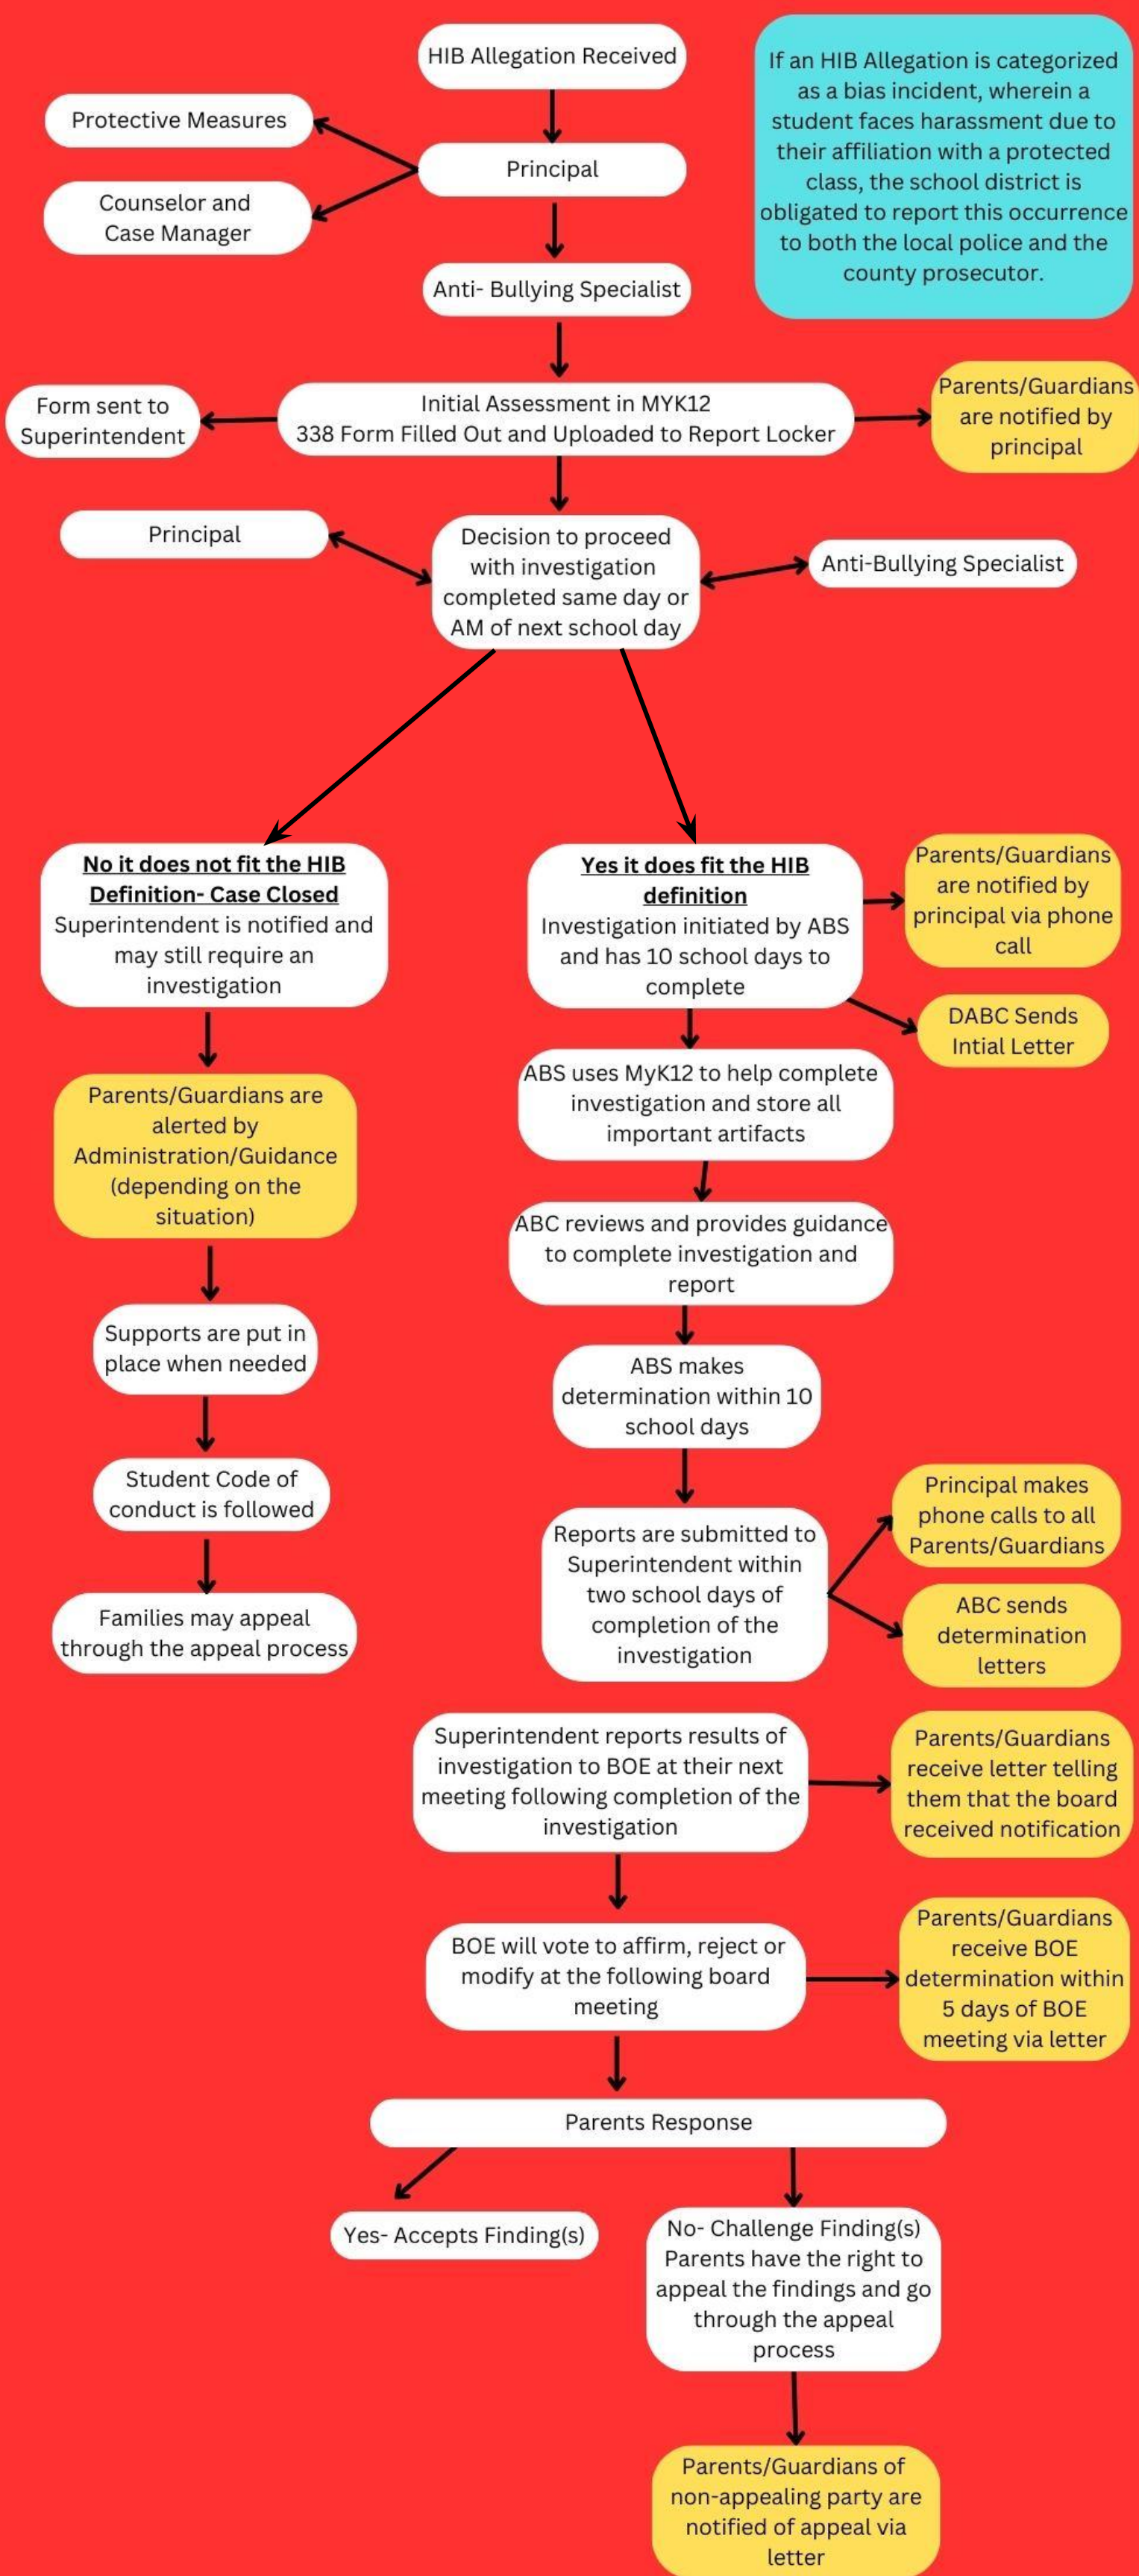 HIB Allegation Received
If an HIB Allegation is categorized
as a bias incident, wherein a
student faces harassment due to
their affiliation with a protected
class, the school district is
obligated to report this occurrence
to both the local police and the
county prosecutor.
Protective Measures
Principal
Counselor and
Case Manager
Anti- Bullying Specialist
Form sent to
Superintendent
Initial Assessment in MYK12
338 Form Filled Out and Uploaded to Report Locker
Parents/Guardians
are notified by
principal
Principal
Decision to proceed
with investigation
completed same day or
AM of next school day
Anti-Bullying Specialist
No it does not fit the HIB
Definition- Case Closed
Superintendent is notified and
may still require an
investigation
Parents/Guardians are
alerted by
Administration/Guidance
(depending on the
situation)
Supports are put in
place when needed
Student Code of
conduct is followed
Families may appeal
through the appeal process
Yes it does fit the HIB
definition
Investigation initiated by ABS
and has 10 school days to
complete
Parents/Guardians
are notified by
principal via phone
call
DABC Sends
Intial Letter
ABS uses MyK12 to help complete
investigation and store all
important artifacts
ABC reviews and provides guidance
to complete investigation and
report
ABS makes
determination within 10
school days
Reports are submitted to
Superintendent within
two school days of
completion of the
investigation
Principal makes
phone calls to all
Parents/Guardians
ABC sends
determination
letters
Superintendent reports results of
investigation to BOE at their next
meeting following completion of the
investigation
Parents/Guardians
receive letter telling
them that the board
received notification
BOE will vote to affirm, reject or
modify at the following board
meeting
Parents/Guardians
receive BOE
determination within
5 days of BOE
meeting via letter
Parents Response
Yes- Accepts Finding(s)
No- Challenge Finding(s)
Parents have the right to
appeal the findings and go
through the appeal
process
Parents/Guardians of
non-appealing party are
notified of appeal via
letter